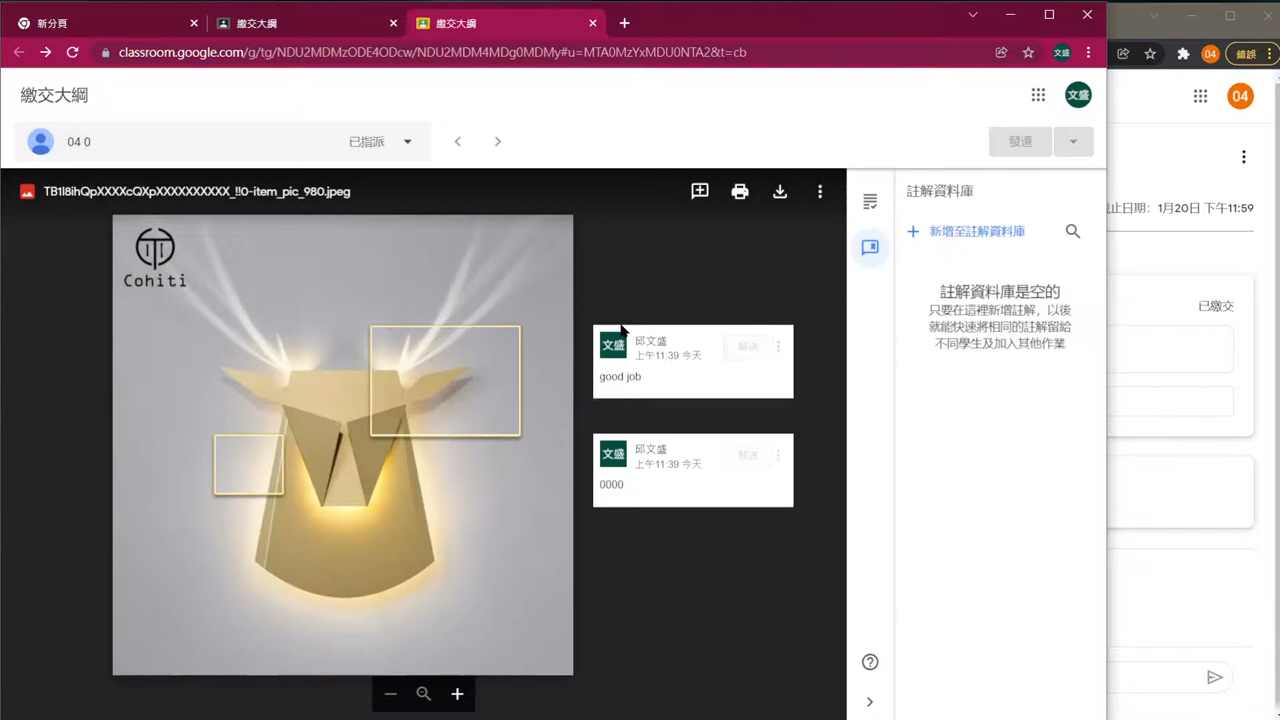 新分頁
繳交大綱
繳交大綱
classroom.google.com/g/tg/NDU2MDMzODE4ODcw/NDU2MDM4MDg0MDMy#u=MTA0MzYxMDU0NTA2&t=cb
文盛
04
錯誤
繳交大綱
文盛
04
04 0
已指派
發還
TB1l8ihQpXXXXcQXpXXXXXXXXXX_!!0-item_pic_980.jpeg
註解資料庫
止日期：1月20日 下午11:59
新增至註解資料庫
Cohiti
註解資料庫是空的
只要在這裡新增註解，以後
就能快速將相同的註解留給
不同學生及加入其他作業
已繳交
文盛
邱文盛
上午11:39 今天
解決
good job
文盛
邱文盛
上午11:39 今天
解決
0000